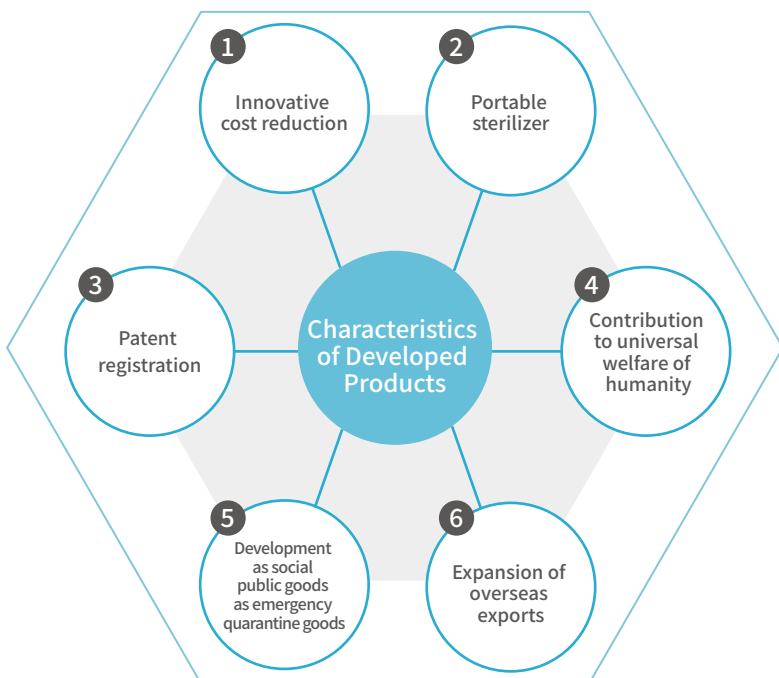 1
Innovative
cost reduction
2
Portable
sterilizer
3
Patent
registration
Characteristics
of Developed
Products
4
Contribution
to universal
welfare of
humanity
5
Development
as social
public goods
as emergency
quarantine goods
6
Expansion of
overseas
exports